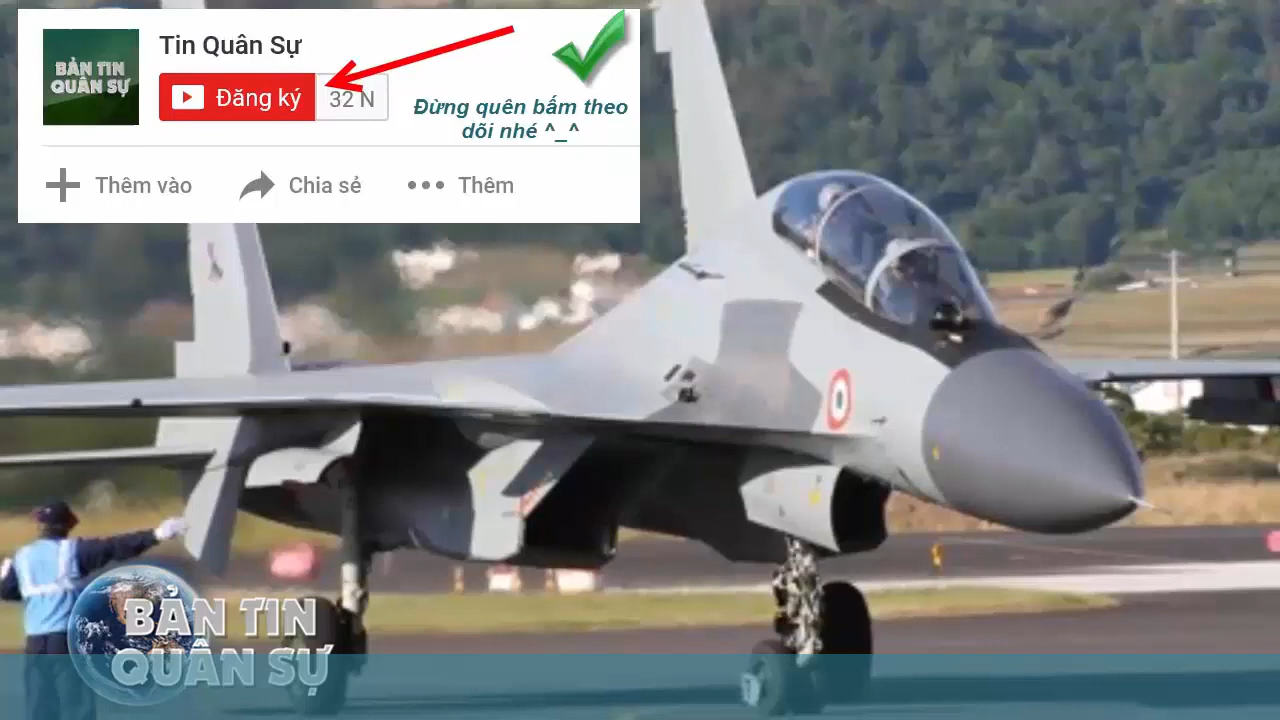 BẢN TIN
QUÂN SỰ
Tin Quân Sự
Đăng ký 32 N
Đừng quên bấm theo
dõi nhé ^_^
Thêm vào Chia sẻ Thêm
BẢN TIN
QUÂN SỰ